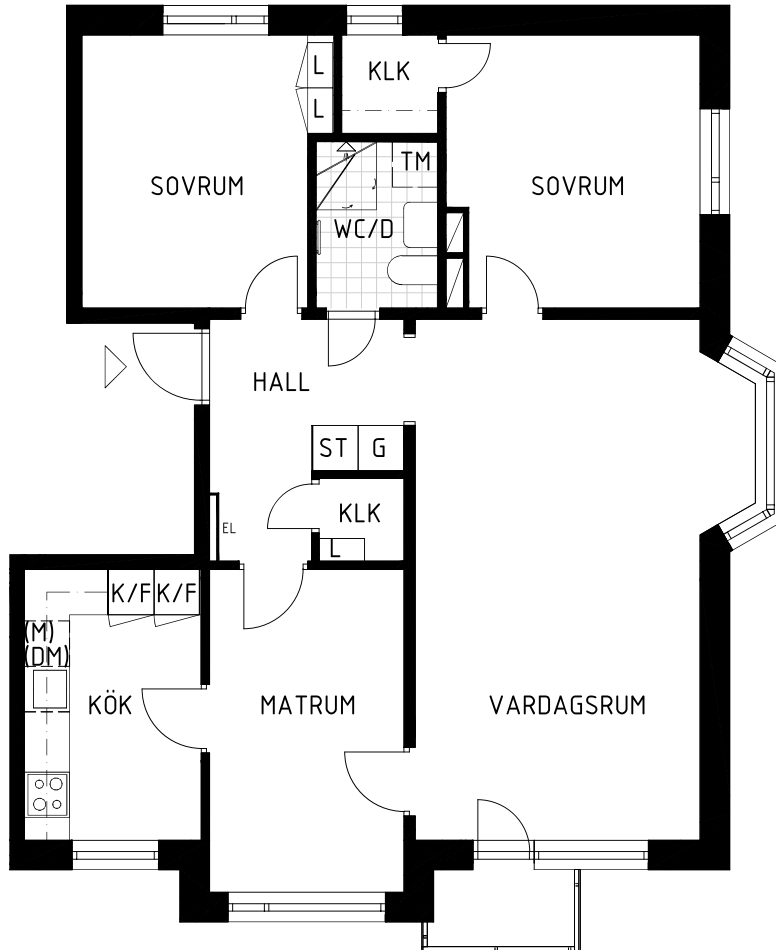 L
KLK
L
TM
SOVRUM
SOVRUM
WC/D
HALL
ST
G
KLK
EL
L
K/F
K/F
(M)
(DM)
KÖK
MATRUM
VARDAGSRUM